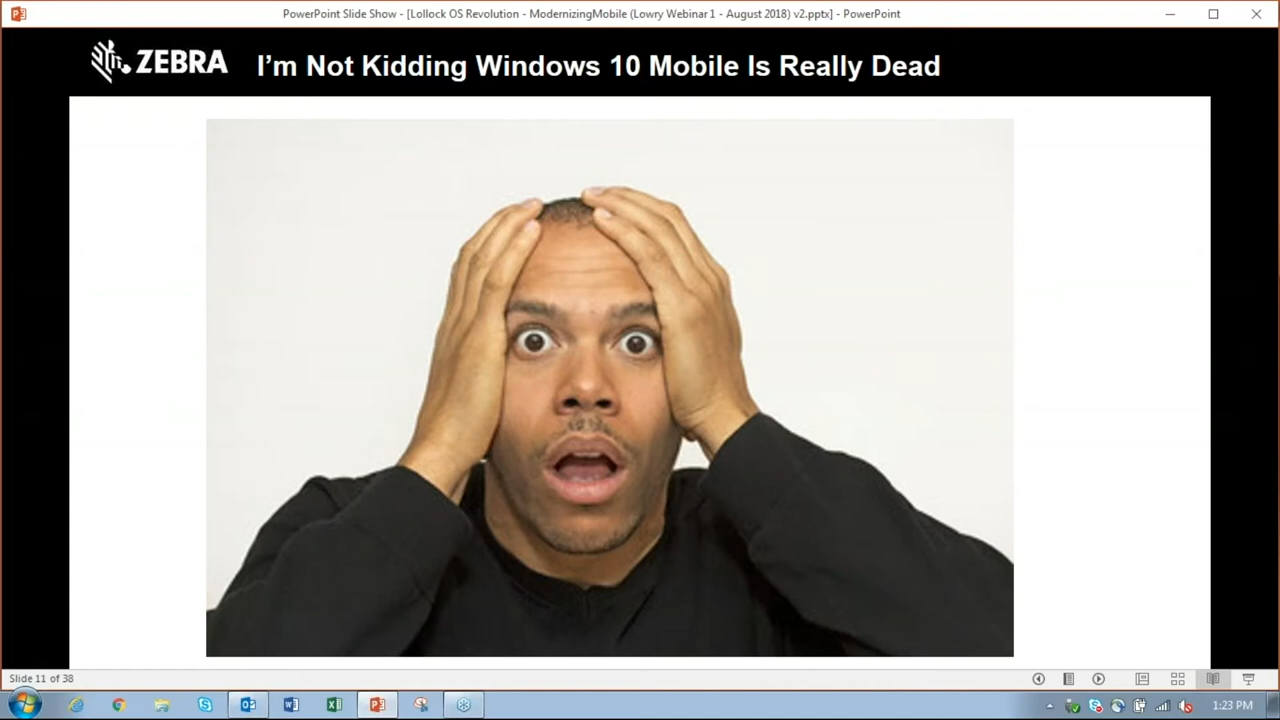 PowerPoint Slide Show - [Lollock OS Revolution - ModernizingMobile (Lowry Webinar 1 - August 2018) v2.pptx] - PowerPoint
ZEBRA
I'm Not Kidding Windows 10 Mobile Is Really Dead
Slide 11 of 38
1:23 PM